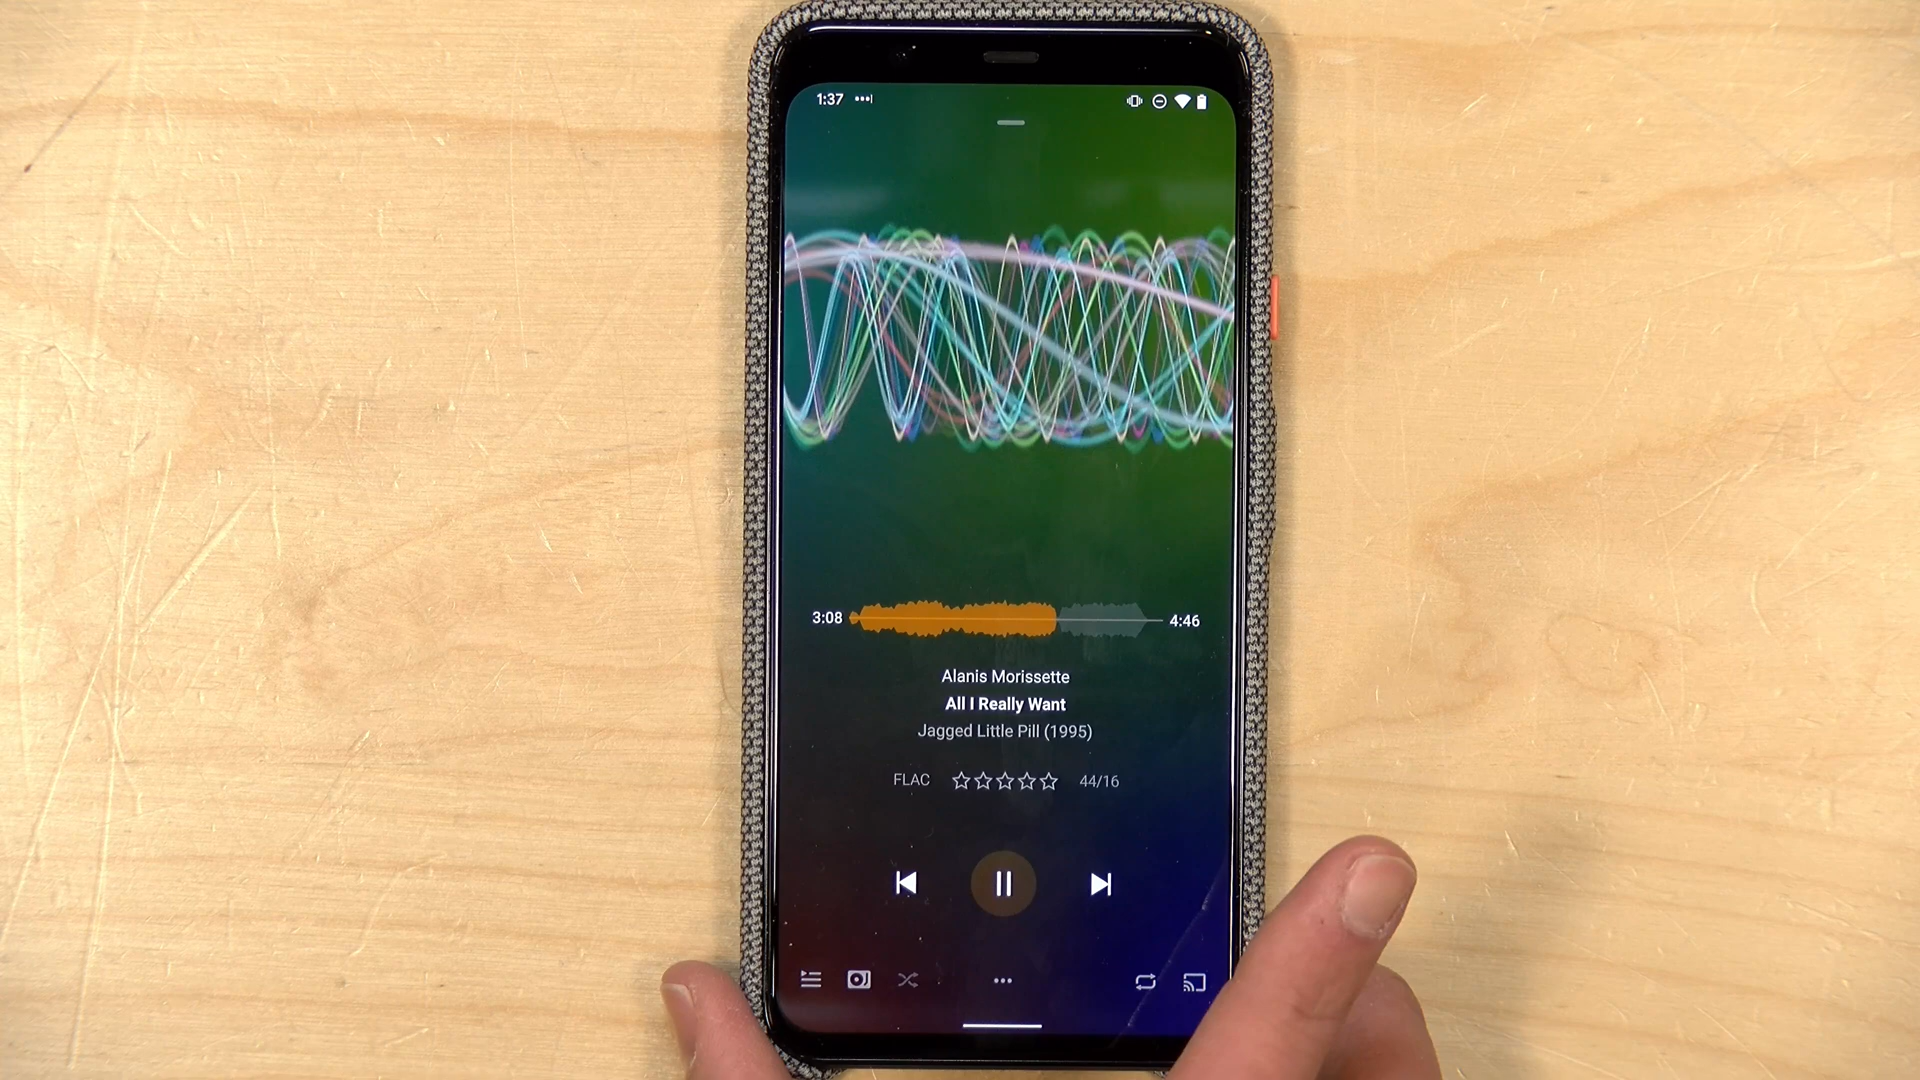 1:37
3:08 4:46
Alanis Morissette
All I Really Want
Jagged Little Pill (1995)
FLAC 44/16